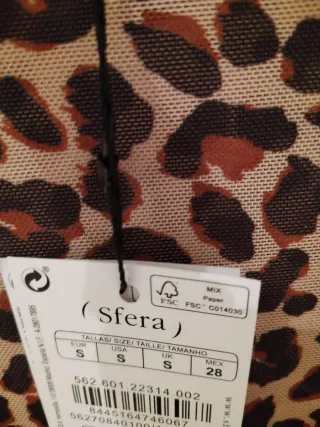 MIX
Paper
FSC™ C014030
FSC
( Sfera )
TALLAS/ SIZE/ TAILLE/ TAMANHO
EUR USA UK MEX
S S S 28
562 601.22314 002
8445164746067